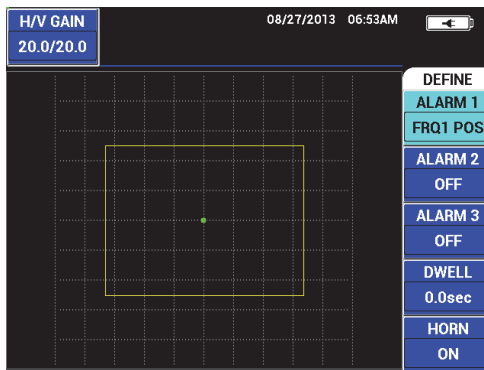 H/V GAIN
20.0/20.0
08/27/2013 06:53AM
DEFINE
ALARM 1
FRQ1 POS
ALARM 2
OFF
ALARM 3
OFF
DWELL
0.0sec
HORN
ON